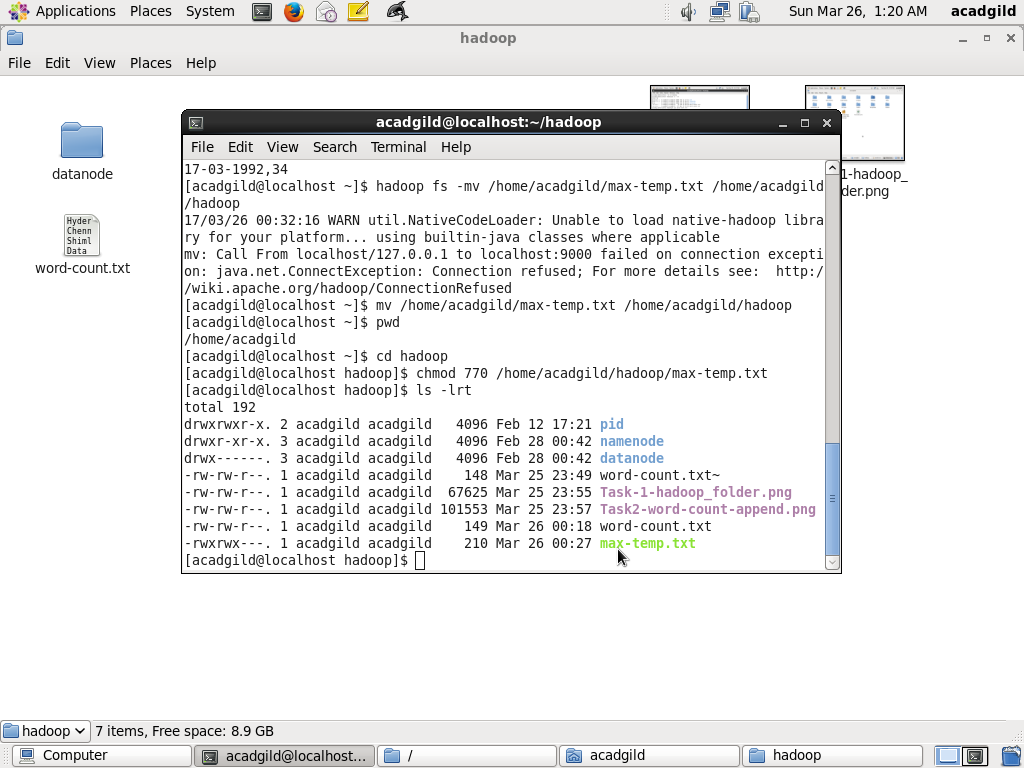 Applications Places System Sun Mar 26, 1:20 AM acadgild
hadoop
File Edit View Places Help
datanode
Hyder
Chenn
Shiml
Data
word-count.txt
1-hadoop_
der.png
acadgild@localhost:~/hadoop
File Edit View Search Terminal Help
17-03-1992,34
[acadgild@localhost ~]$ hadoop fs -mv /home/acadgild/max-temp.txt /home/acadgild
/hadoop
17/03/26 00:32:16 WARN util.NativeCodeLoader: Unable to load native-hadoop libra
ry for your platform... using builtin-java classes where applicable
mv: Call From localhost/127.0.0.1 to localhost:9000 failed on connection excepti
on: java.net.ConnectException: Connection refused; For more details see:  http:/
/wiki.apache.org/hadoop/ConnectionRefused
[acadgild@localhost ~]$ mv /home/acadgild/max-temp.txt /home/acadgild/hadoop
[acadgild@localhost ~]$ pwd
/home/acadgild
[acadgild@localhost ~]$ cd hadoop
[acadgild@localhost hadoop]$ chmod 770 /home/acadgild/hadoop/max-temp.txt
[acadgild@localhost hadoop]$ ls -lrt
total 192
drwxrwxr-x. 2 acadgild acadgild   4096 Feb 12 17:21 pid
drwxr-xr-x. 3 acadgild acadgild   4096 Feb 28 00:42 namenode
drwx------. 3 acadgild acadgild   4096 Feb 28 00:42 datanode
-rw-rw-r--. 1 acadgild acadgild    148 Mar 25 23:49 word-count.txt~
-rw-rw-r--. 1 acadgild acadgild  67625 Mar 25 23:55 Task-1-hadoop_folder.png
-rw-rw-r--. 1 acadgild acadgild 101553 Mar 25 23:57 Task2-word-count-append.png
-rw-rw-r--. 1 acadgild acadgild    149 Mar 26 00:18 word-count.txt
-rwxrwx---. 1 acadgild acadgild    210 Mar 26 00:27 max-temp.txt
[acadgild@localhost hadoop]$
hadoop 7 items, Free space: 8.9 GB
Computer acadgild@localhost... / acadgild hadoop